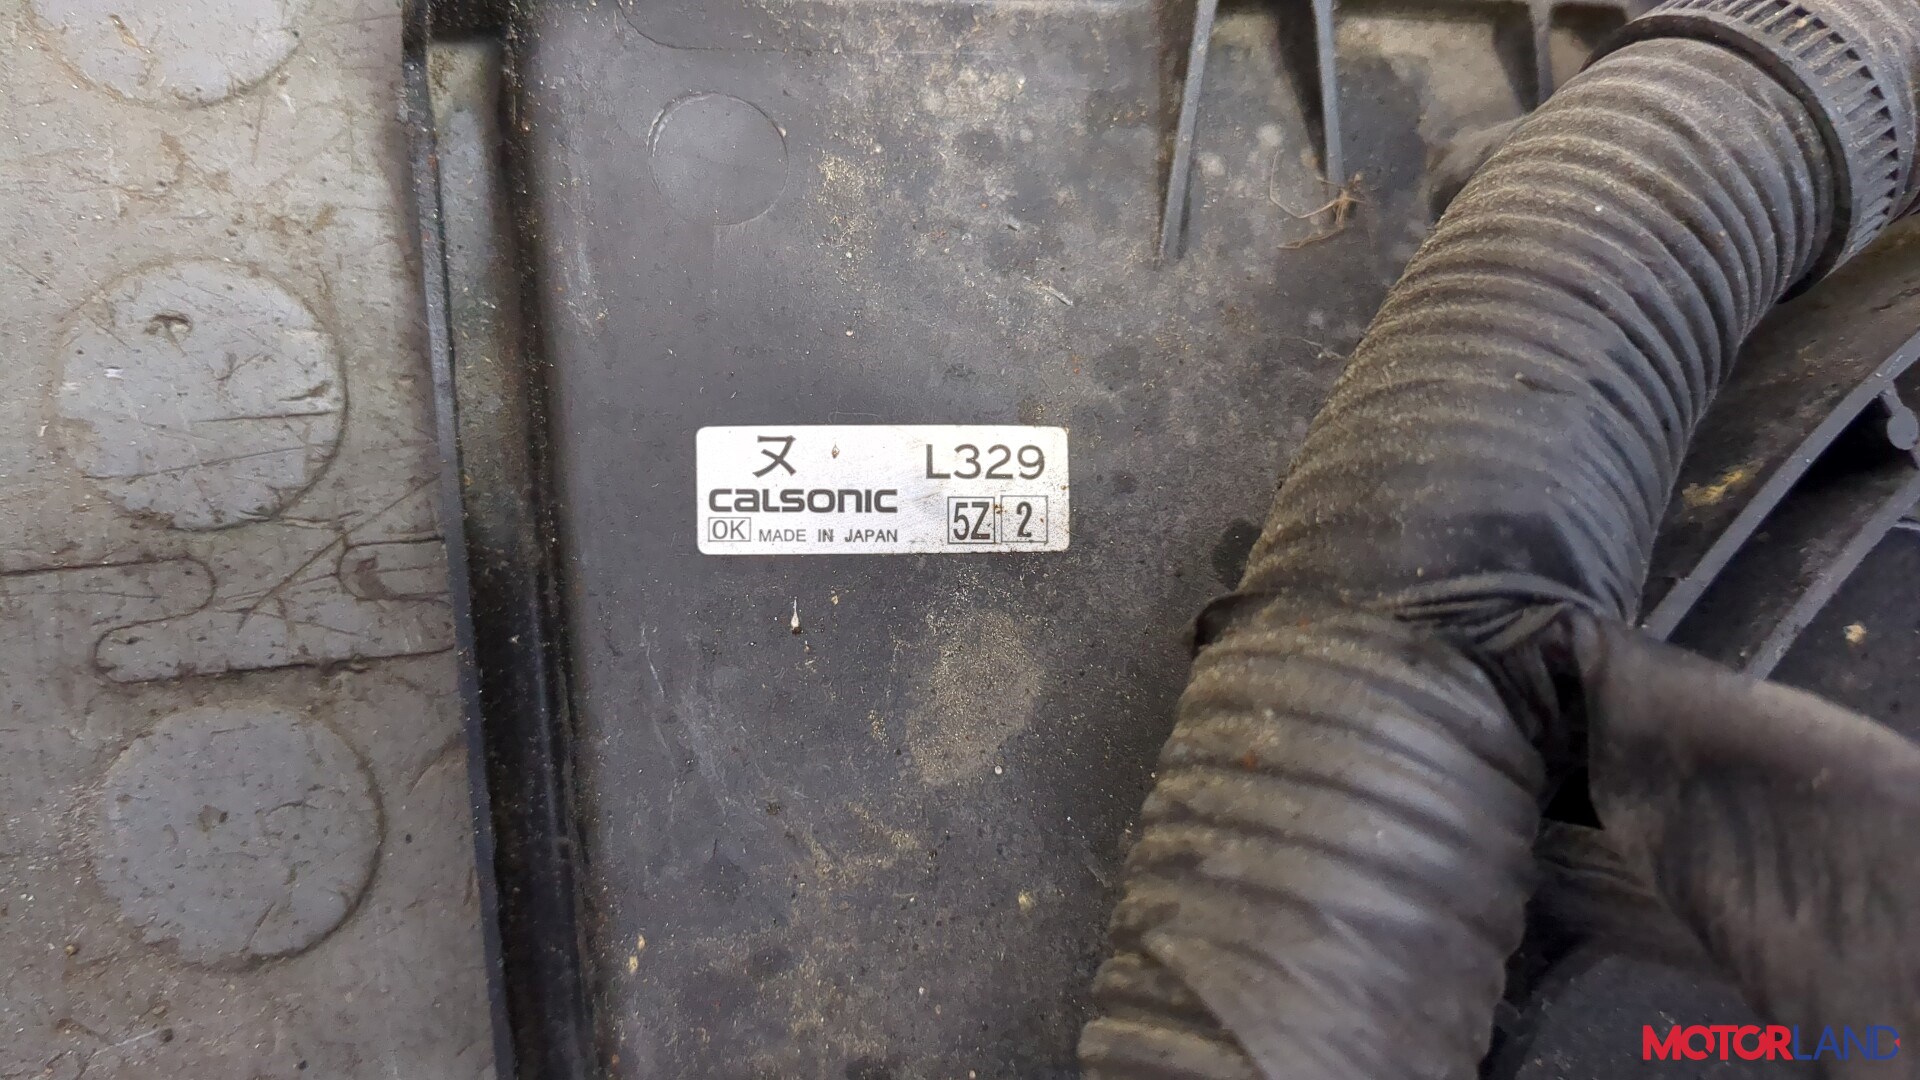 ヌ L329
CALSONIC
OK MADE IN JAPAN 5Z 2
MOTORLAND